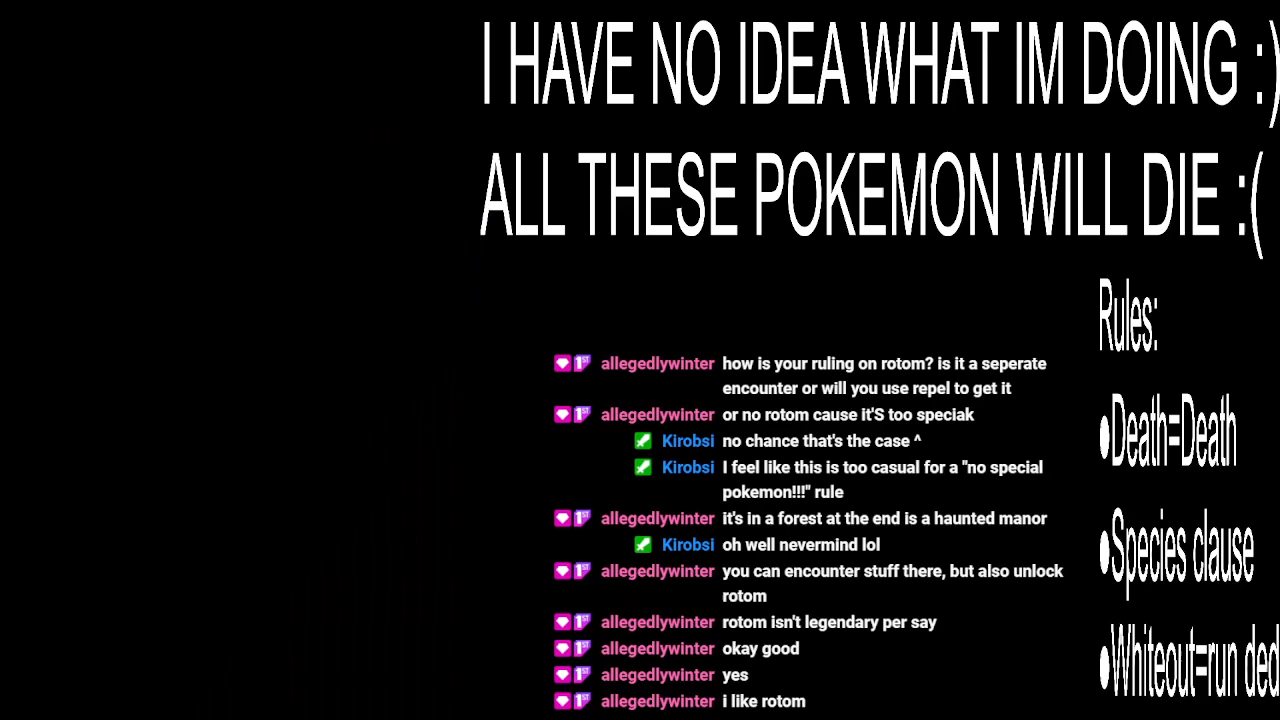 I HAVE NO IDEA WHAT IM DOING :)
ALL THESE POKEMON WILL DIE :(
Rules:
•Death=Death
•Species clause
•Whiteout=run ded
allegedlywinter how is your ruling on rotom? is it a seperate
encounter or will you use repel to get it
allegedlywinter or no rotom cause it'S too speciak
Kirobsi no chance that's the case ^
Kirobsi I feel like this is too casual for a "no special
pokemon!!!" rule
allegedlywinter it's in a forest at the end is a haunted manor
Kirobsi oh well nevermind lol
allegedlywinter you can encounter stuff there, but also unlock
rotom
allegedlywinter rotom isn't legendary per say
allegedlywinter okay good
allegedlywinter yes
allegedlywinter i like rotom